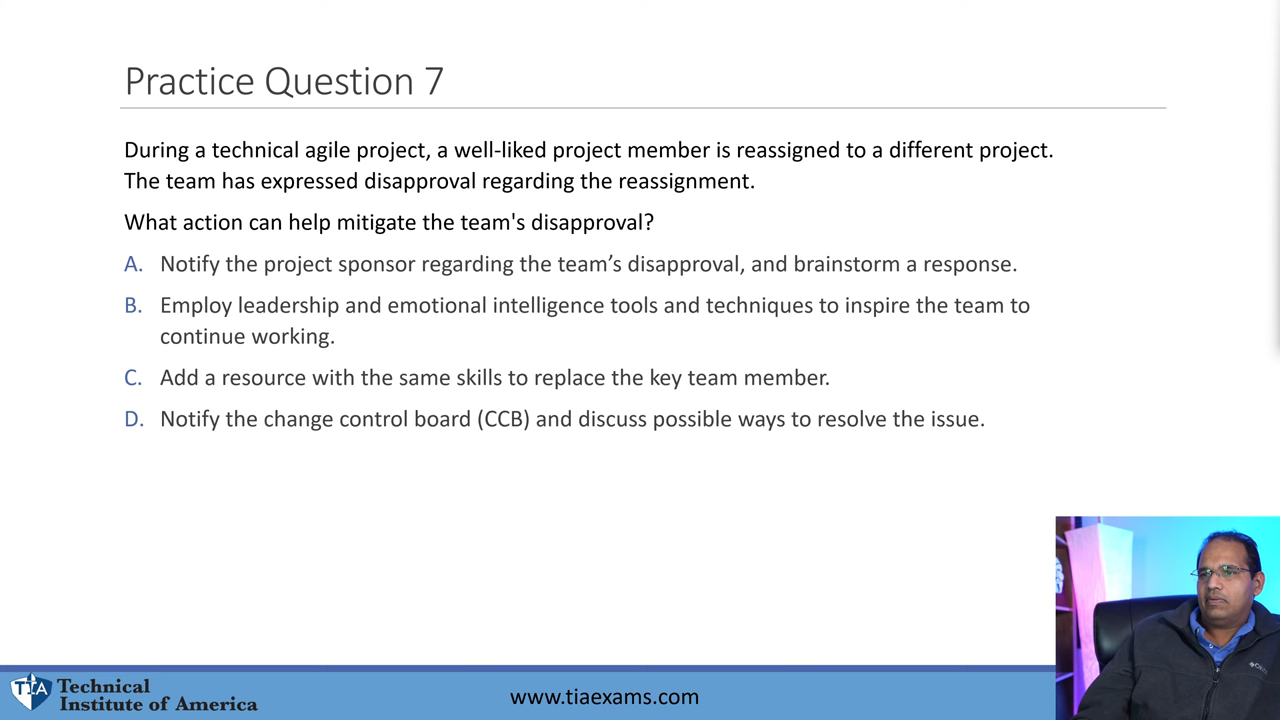 Practice Question 7
During a technical agile project, a well-liked project member is reassigned to a different project.
The team has expressed disapproval regarding the reassignment.
What action can help mitigate the team's disapproval?
A. Notify the project sponsor regarding the team’s disapproval, and brainstorm a response.
B. Employ leadership and emotional intelligence tools and techniques to inspire the team to
continue working.
C. Add a resource with the same skills to replace the key team member.
D. Notify the change control board (CCB) and discuss possible ways to resolve the issue.
TIA
Technical
Institute of America
www.tiaexams.com